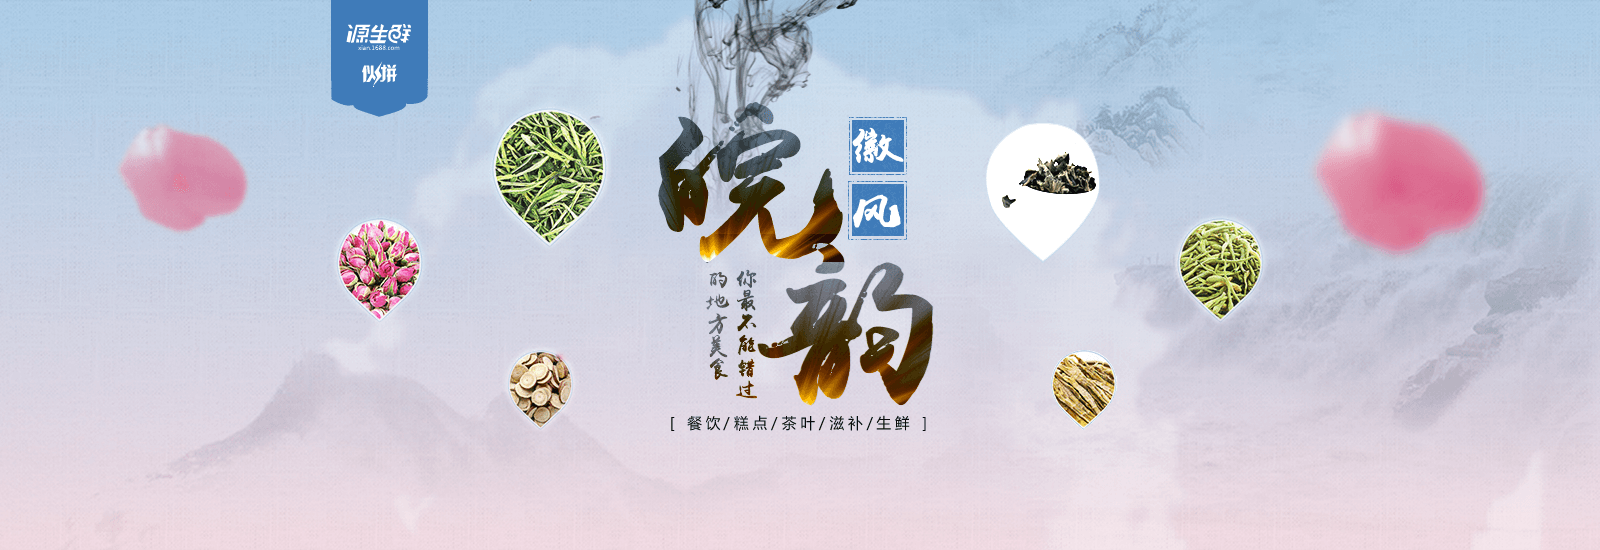 源生鲜
xian.1688.com
伙拼
皖韵
徽风
你最不能错过
的地方美食
[ 餐饮/糕点/茶叶/滋补/生鲜 ]